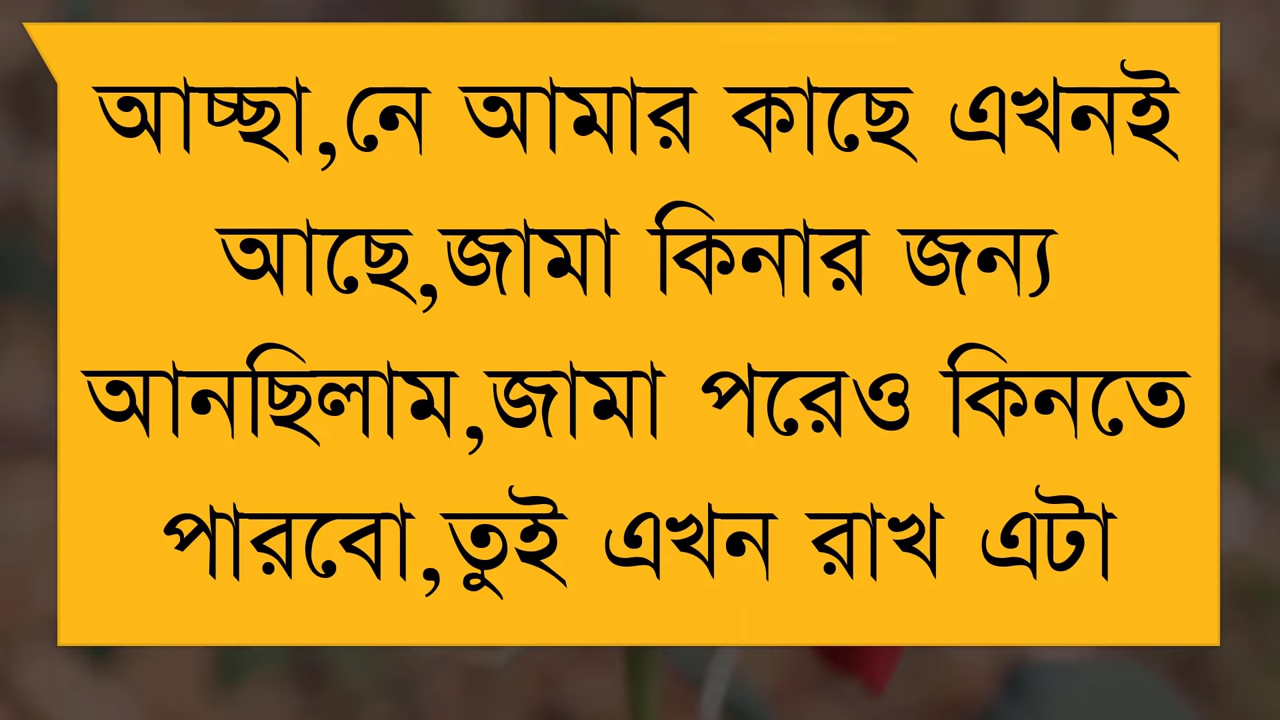 আচ্ছা,নে আমার কাছে এখনই
আছে,জামা কিনার জন্য
আনছিলাম,জামা পরেও কিনতে
পারবো,তুই এখন রাখ এটা